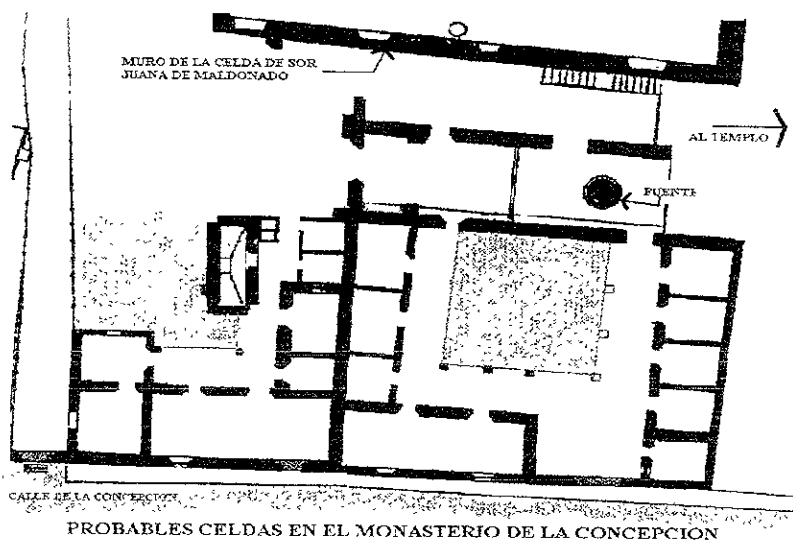 MURO DE LA CELDA DE SOR
JUANA DE MALDONADO
AL TEMPLO
FUENTE
CALLE DE LA CONCEPCION
PROBABLES CELDAS EN EL MONASTERIO DE LA CONCEPCION